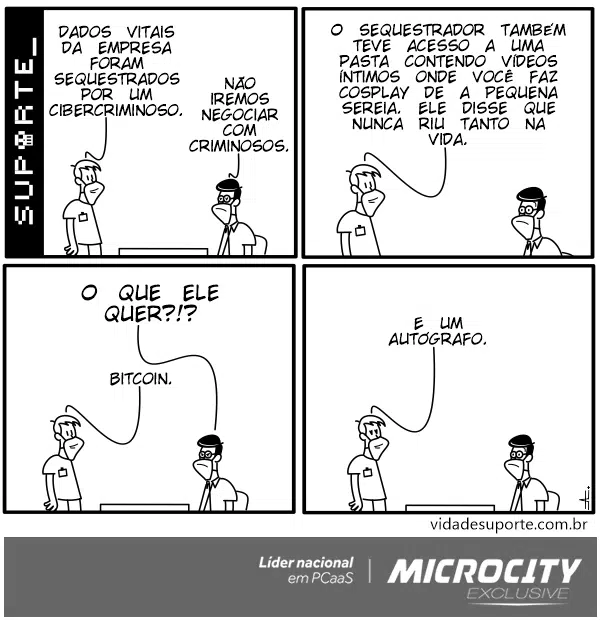 SUPORTE_
DADOS VITAIS
DA EMPRESA
FORAM
SEQUESTRADOS
POR UM
CIBERCRIMINOSO.
NÃO
IREMOS
NEGOCIAR
COM
CRIMINOSOS.
O SEQUESTRADOR TAMBÉM
TEVE ACESSO A UMA
PASTA CONTENDO VÍDEOS
ÍNTIMOS ONDE VOCÊ FAZ
COSPLAY DE A PEQUENA
SEREIA. ELE DISSE QUE
NUNCA RIU TANTO NA
VIDA.
O QUE ELE
QUER?!?
BITCOIN.
E UM
AUTÓGRAFO.
vidadesuporte.com.br
Líder nacional
em PCaaS
MICROCITY
EXCLUSIVE